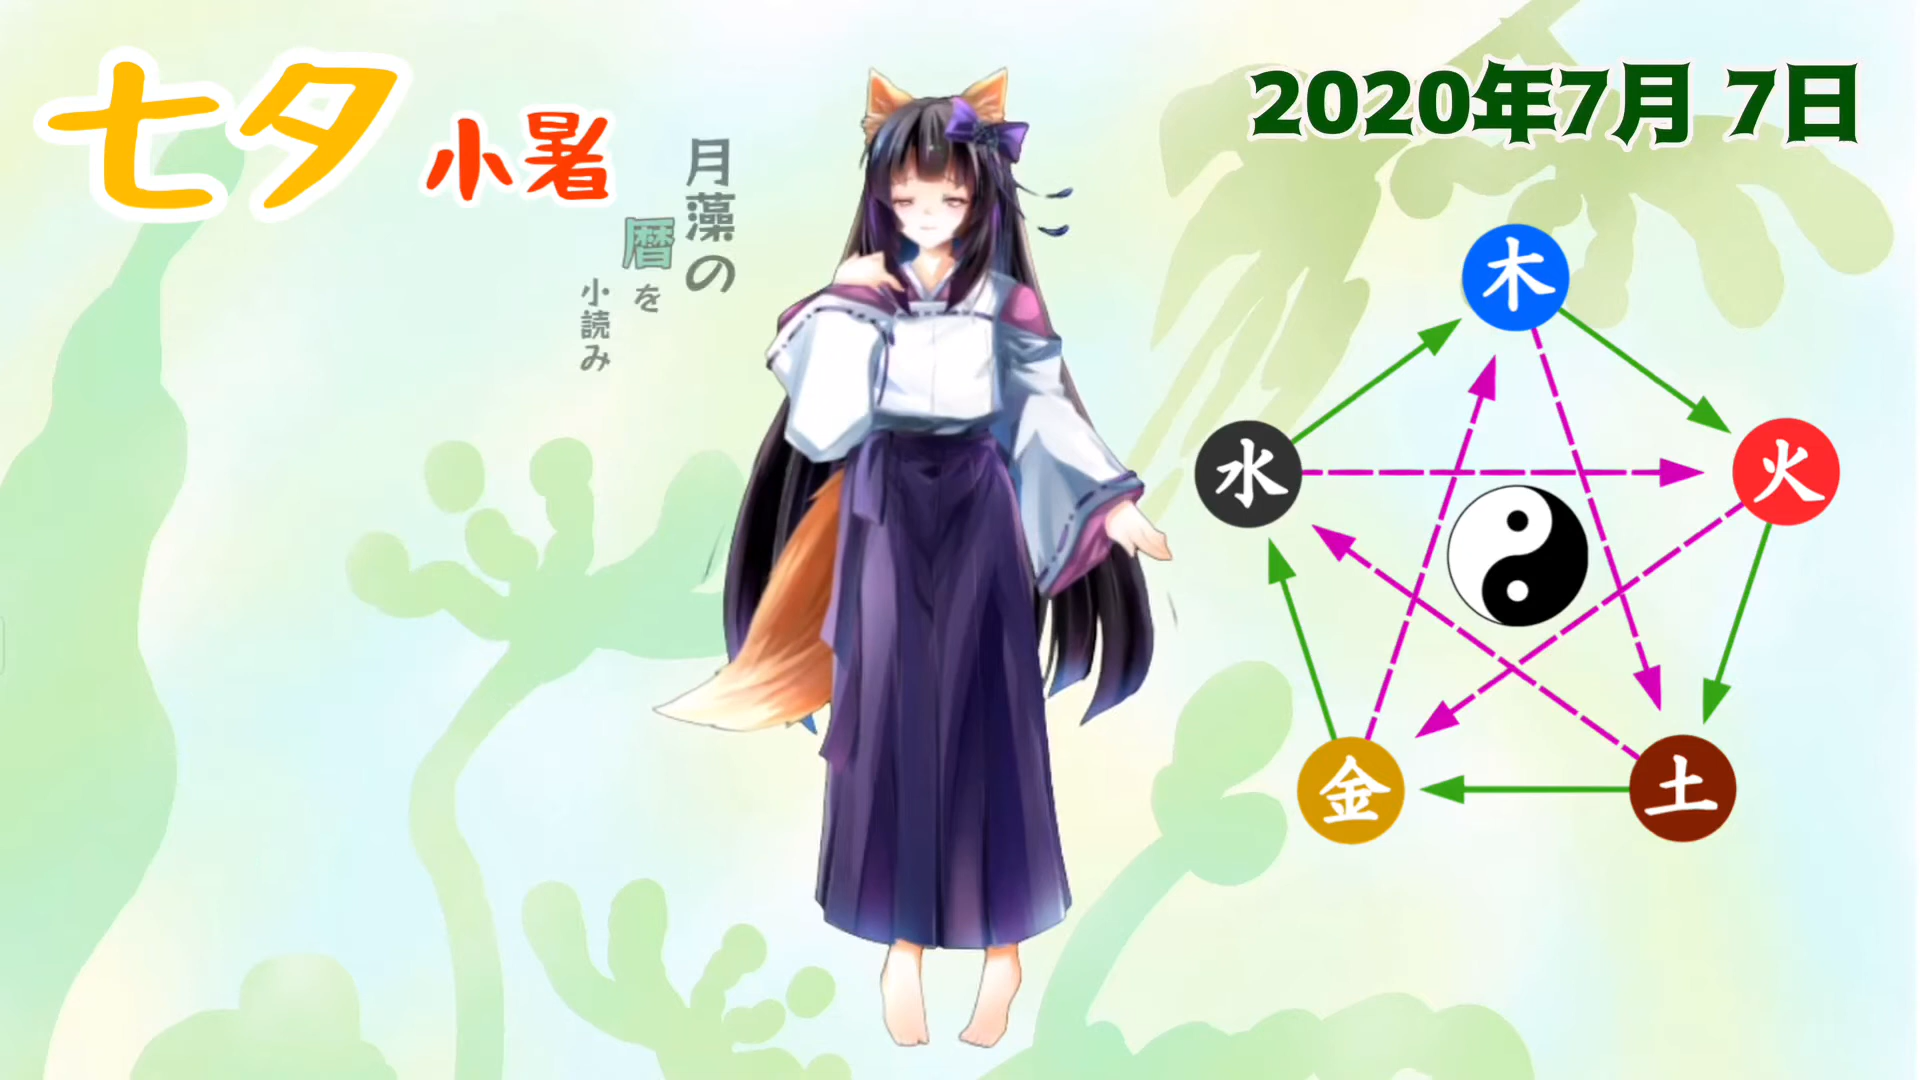 七夕 小暑
2020年7月 7日
月藻の
暦を
小読み
木
火
土
金
水